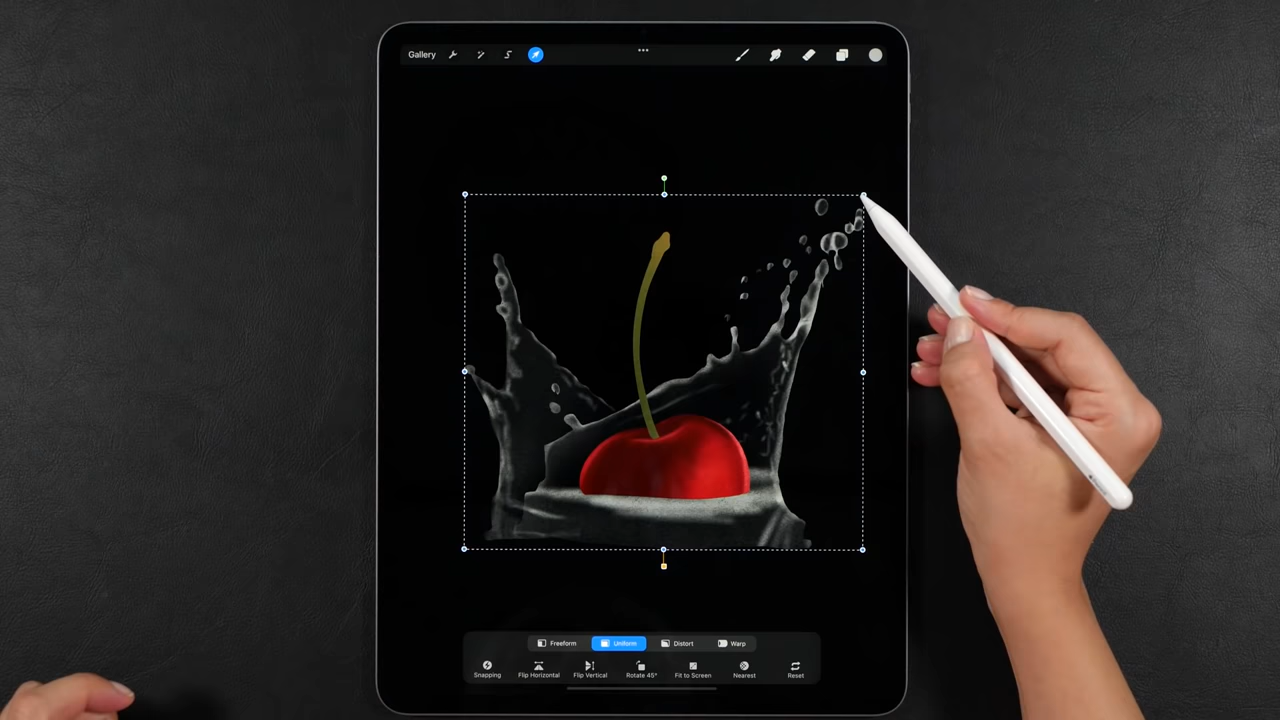 Gallery
Freeform Uniform Distort Warp
Snapping Flip Horizontal Flip Vertical Rotate 45° Fit to Screen Nearest Reset